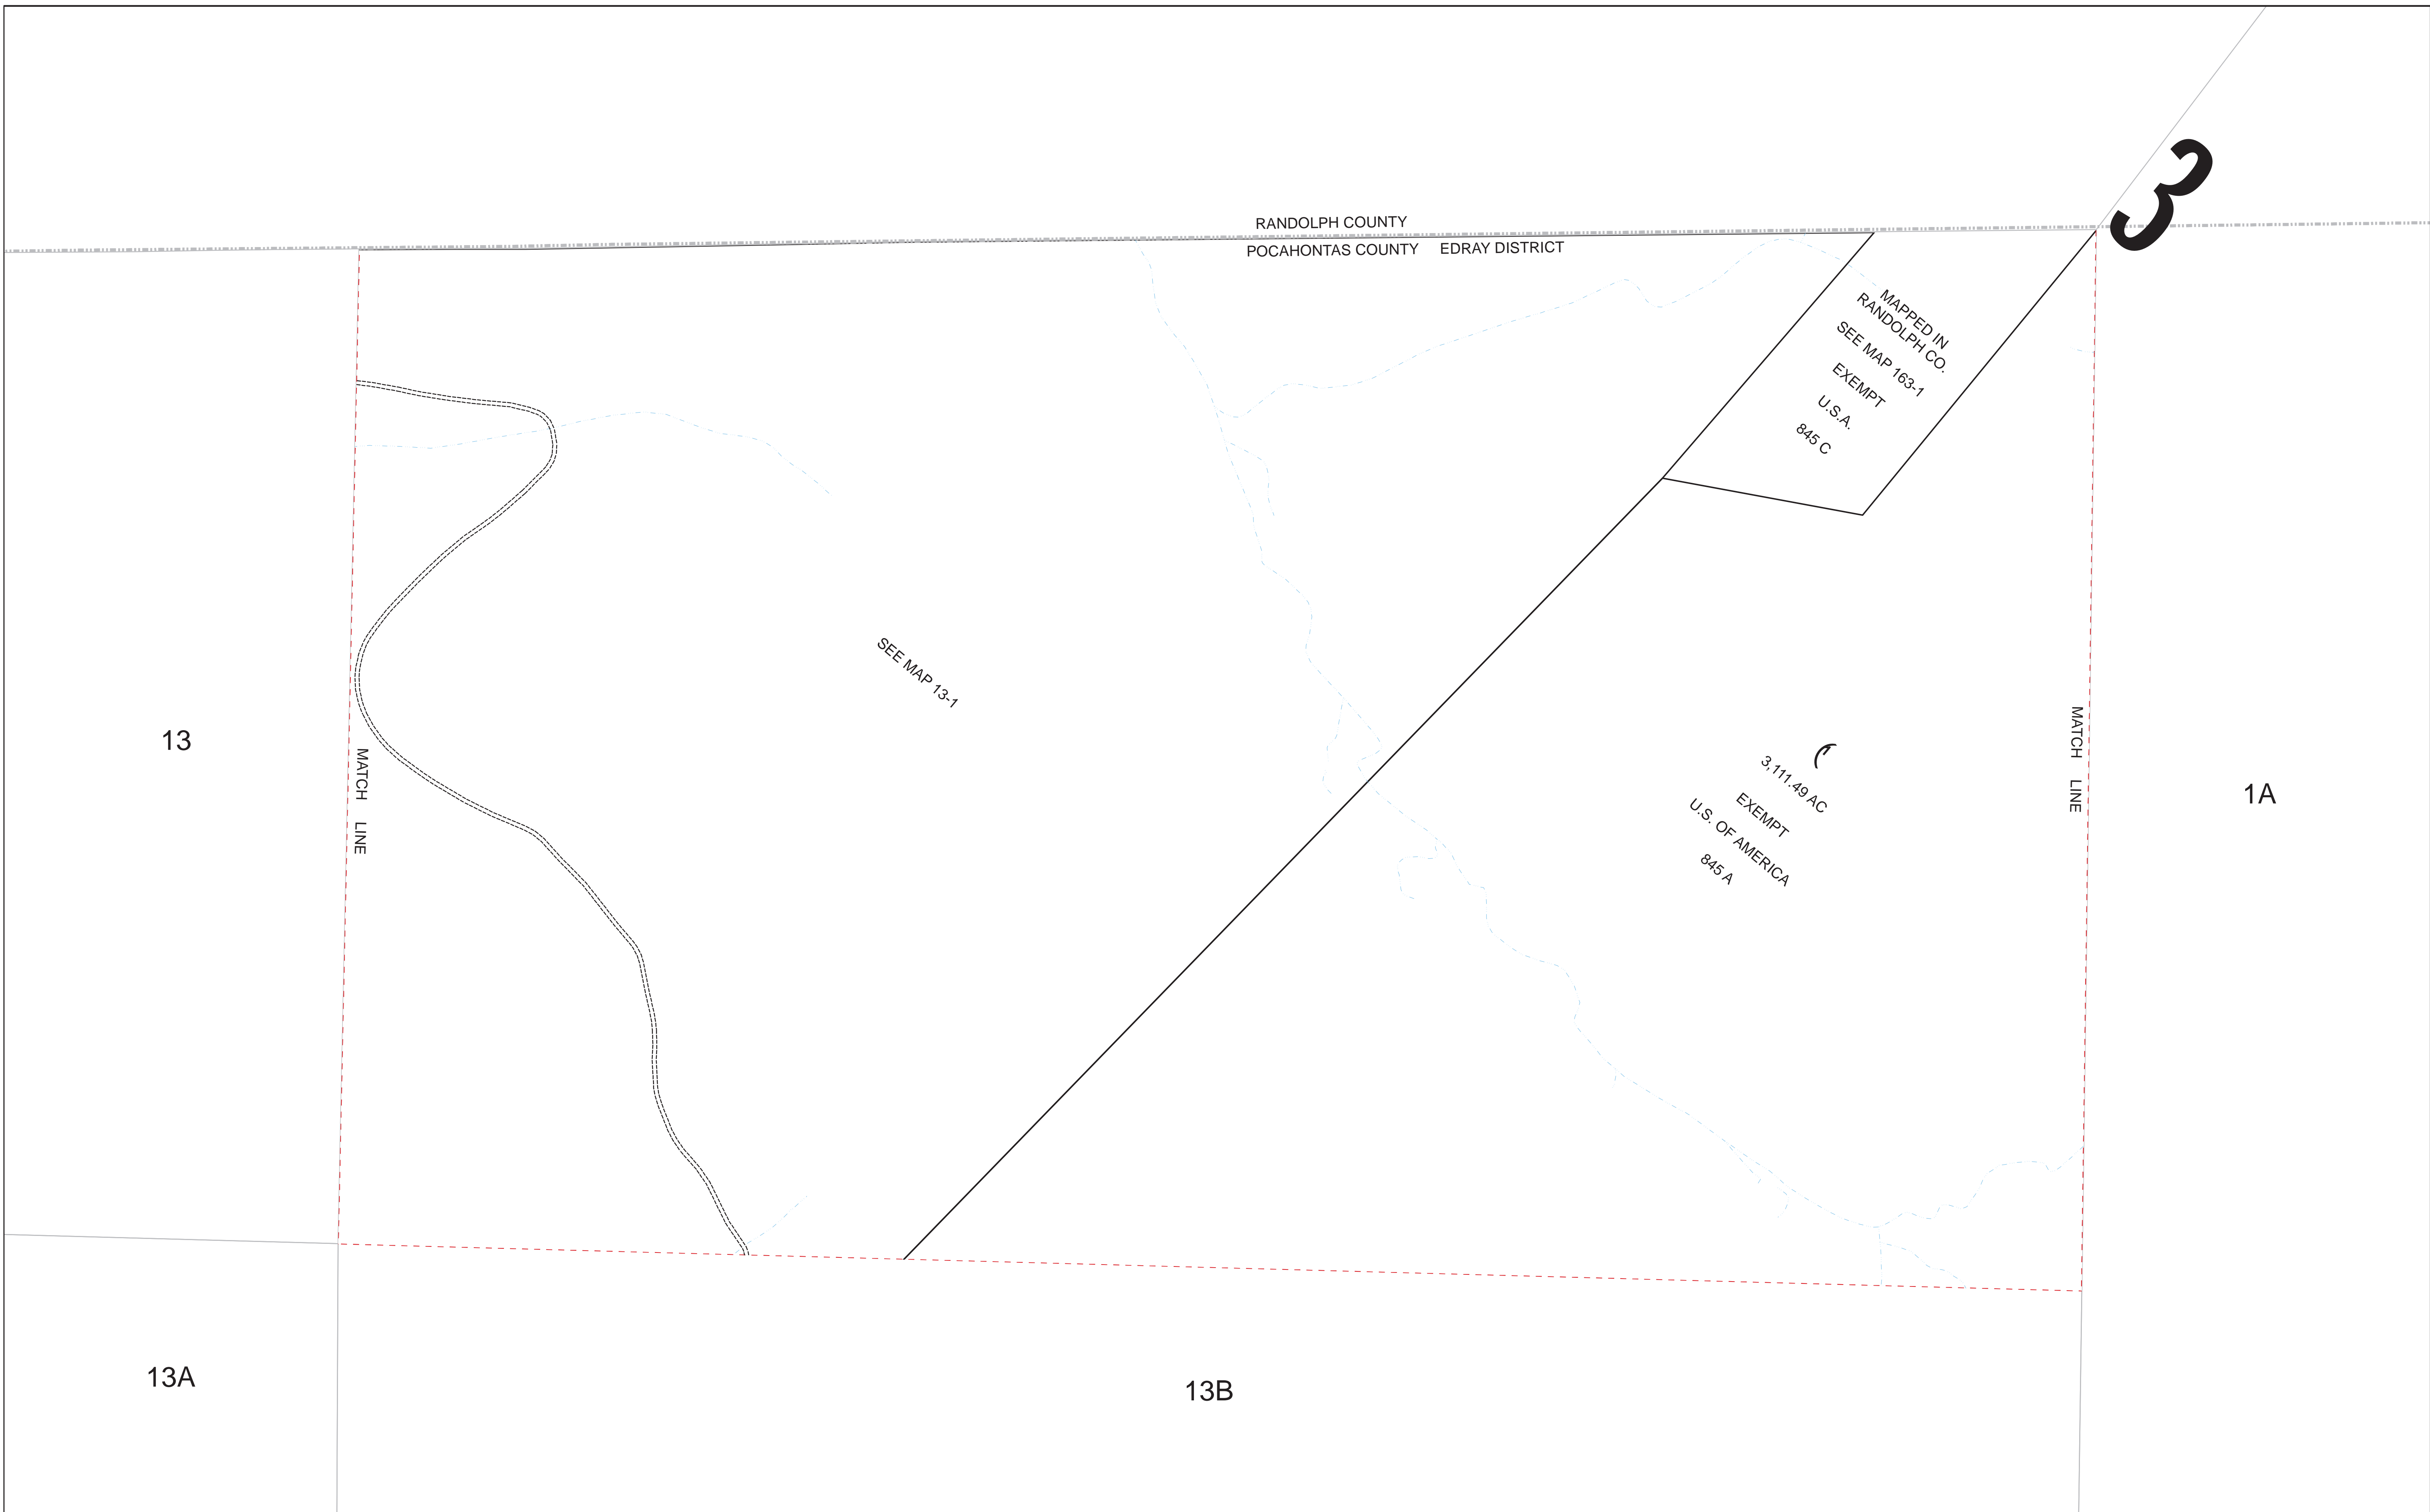 3
RANDOLPH COUNTY
POCAHONTAS COUNTY EDRAY DISTRICT
MAPPED IN
RANDOLPH CO.
SEE MAP 163-1
EXEMPT
U.S.A.
845 C
SEE MAP 13-1
13
MATCH LINE
1
3,111.49 AC
EXEMPT
U.S. OF AMERICA
845 A
MATCH LINE
1A
13A
13B